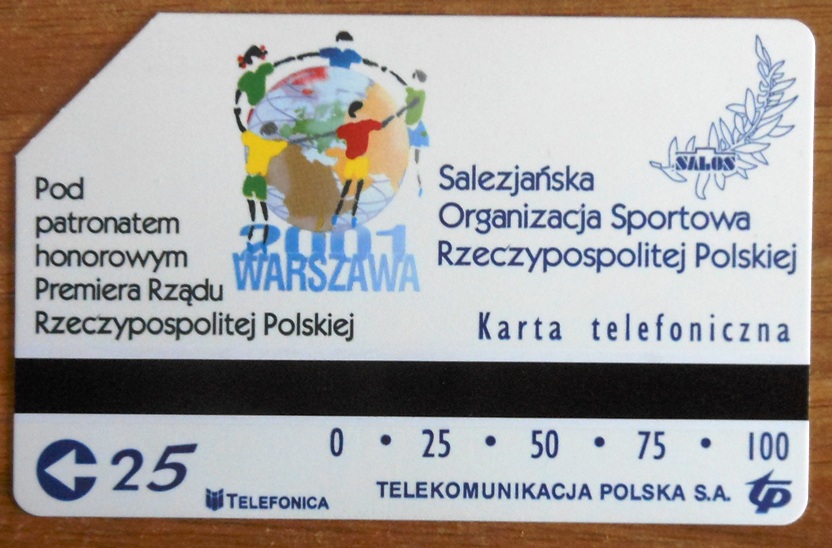 SALOS
Salezjańska
Organizacja Sportowa
Rzeczypospolitej Polskiej
2001
WARSZAWA
Pod
patronatem
honorowym
Premiera Rządu
Rzeczypospolitej Polskiej
Karta telefoniczna
0 • 25 • 50 • 75 • 100
25
TELEFONICA
TELEKOMUNIKACJA POLSKA S.A.
tp